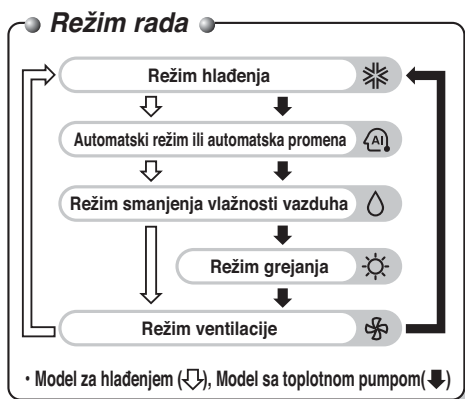 Režim rada
Režim hlađenja
Automatski režim ili automatska promena
AI
Režim smanjenja vlažnosti vazduha
Režim grejanja
Režim ventilacije
• Model za hlađenjem (⇩), Model sa toplotnom pumpom(⬇)